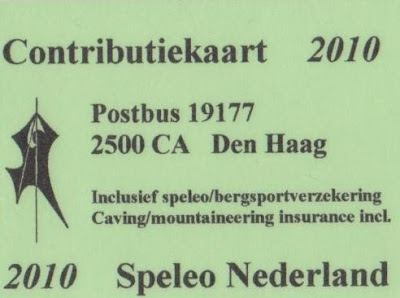 Contributiekaart 2010
Postbus 19177
2500 CA Den Haag
Inclusief speleo/bergsportverzekering
Caving/mountaineering insurance incl.
2010 Speleo Nederland